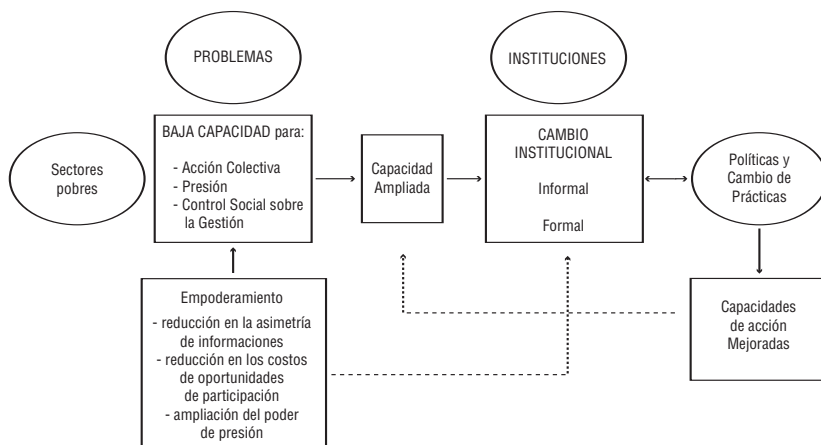 PROBLEMAS
INSTITUCIONES
Sectores
pobres
BAJA CAPACIDAD para:
- Acción Colectiva
- Presión
- Control Social sobre
la Gestión
Capacidad
Ampliada
CAMBIO
INSTITUCIONAL
Informal
Formal
Políticas y
Cambio de
Prácticas
Empoderamiento
- reducción en la asimetría
de informaciones
- reducción en los costos
de oportunidades
de participación
- ampliación del poder
de presión
Capacidades
de acción
Mejoradas